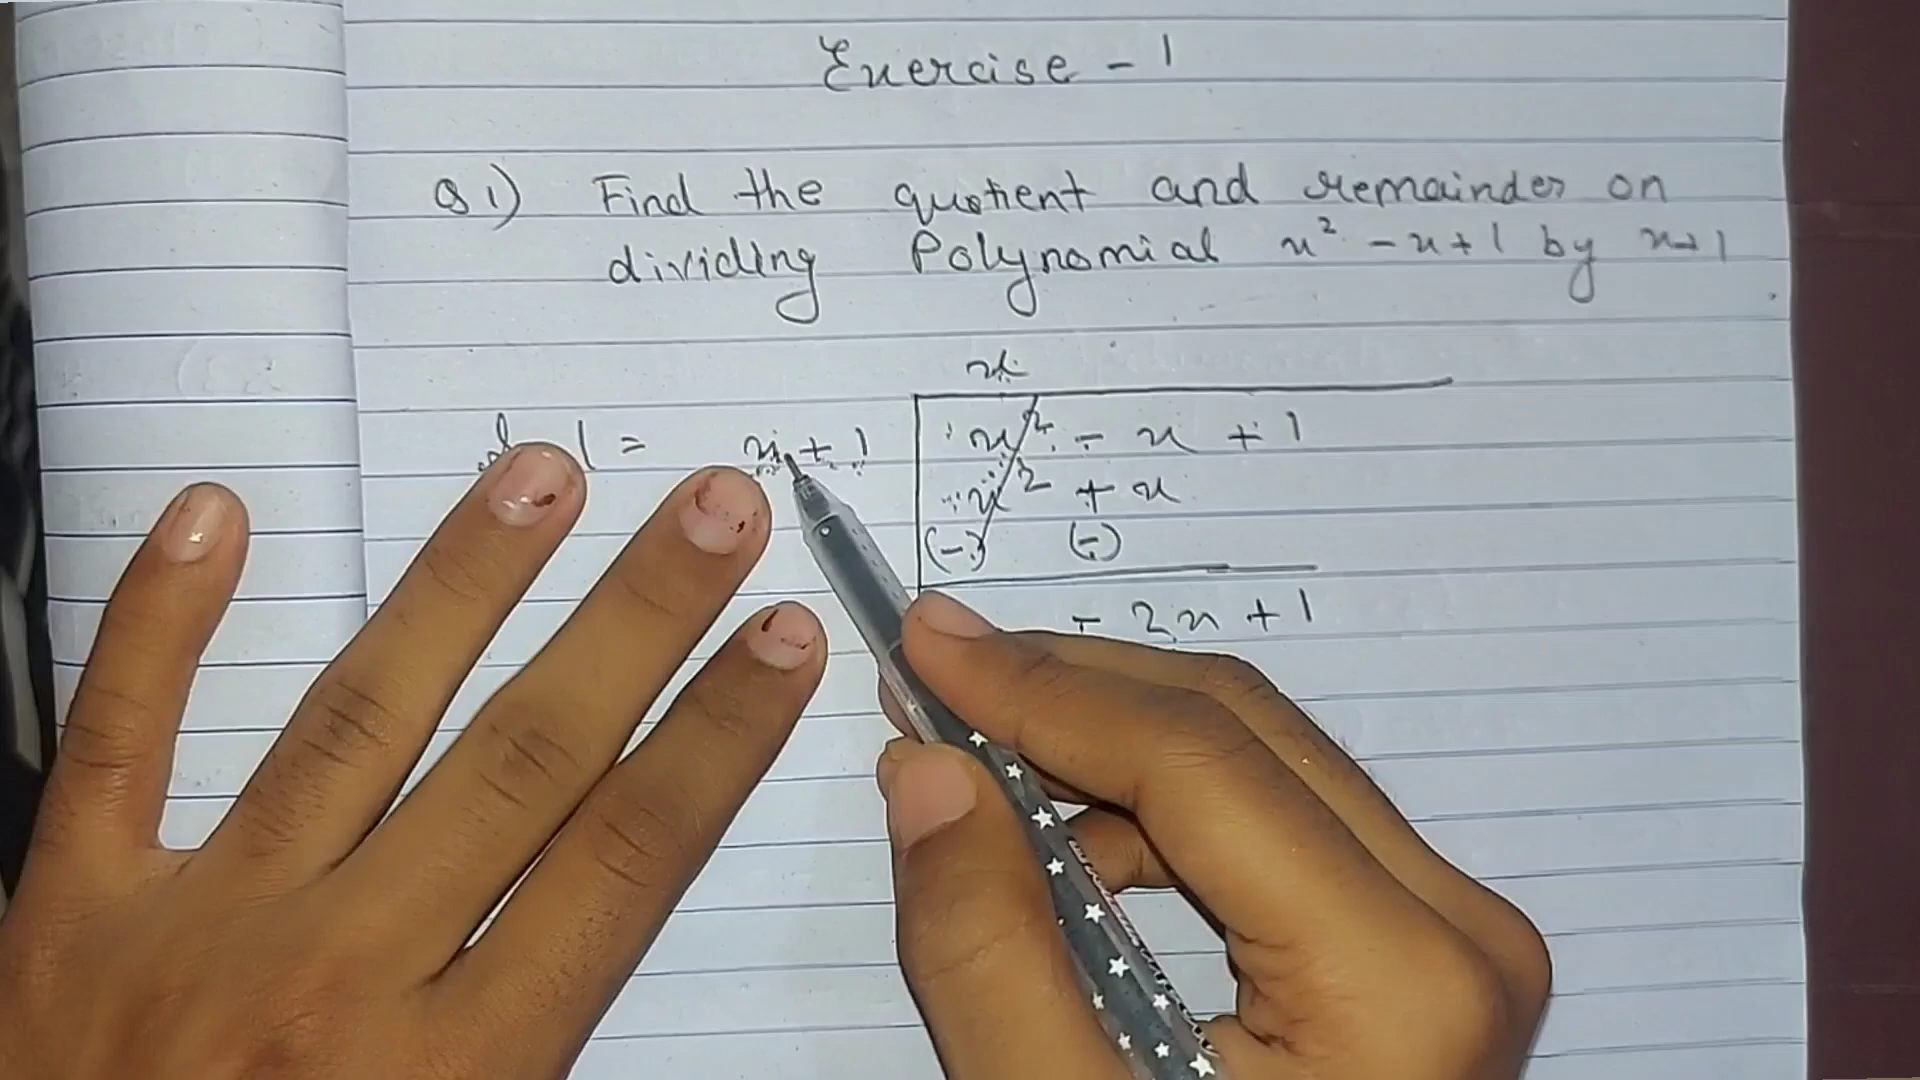 Exercise - 1
Q 1) Find the quotient and remainder on
dividing Polynomial x² - x + 1 by x+1
x
x + 1
x² - x + 1
x² + x
(-) (-)
- 2x + 1